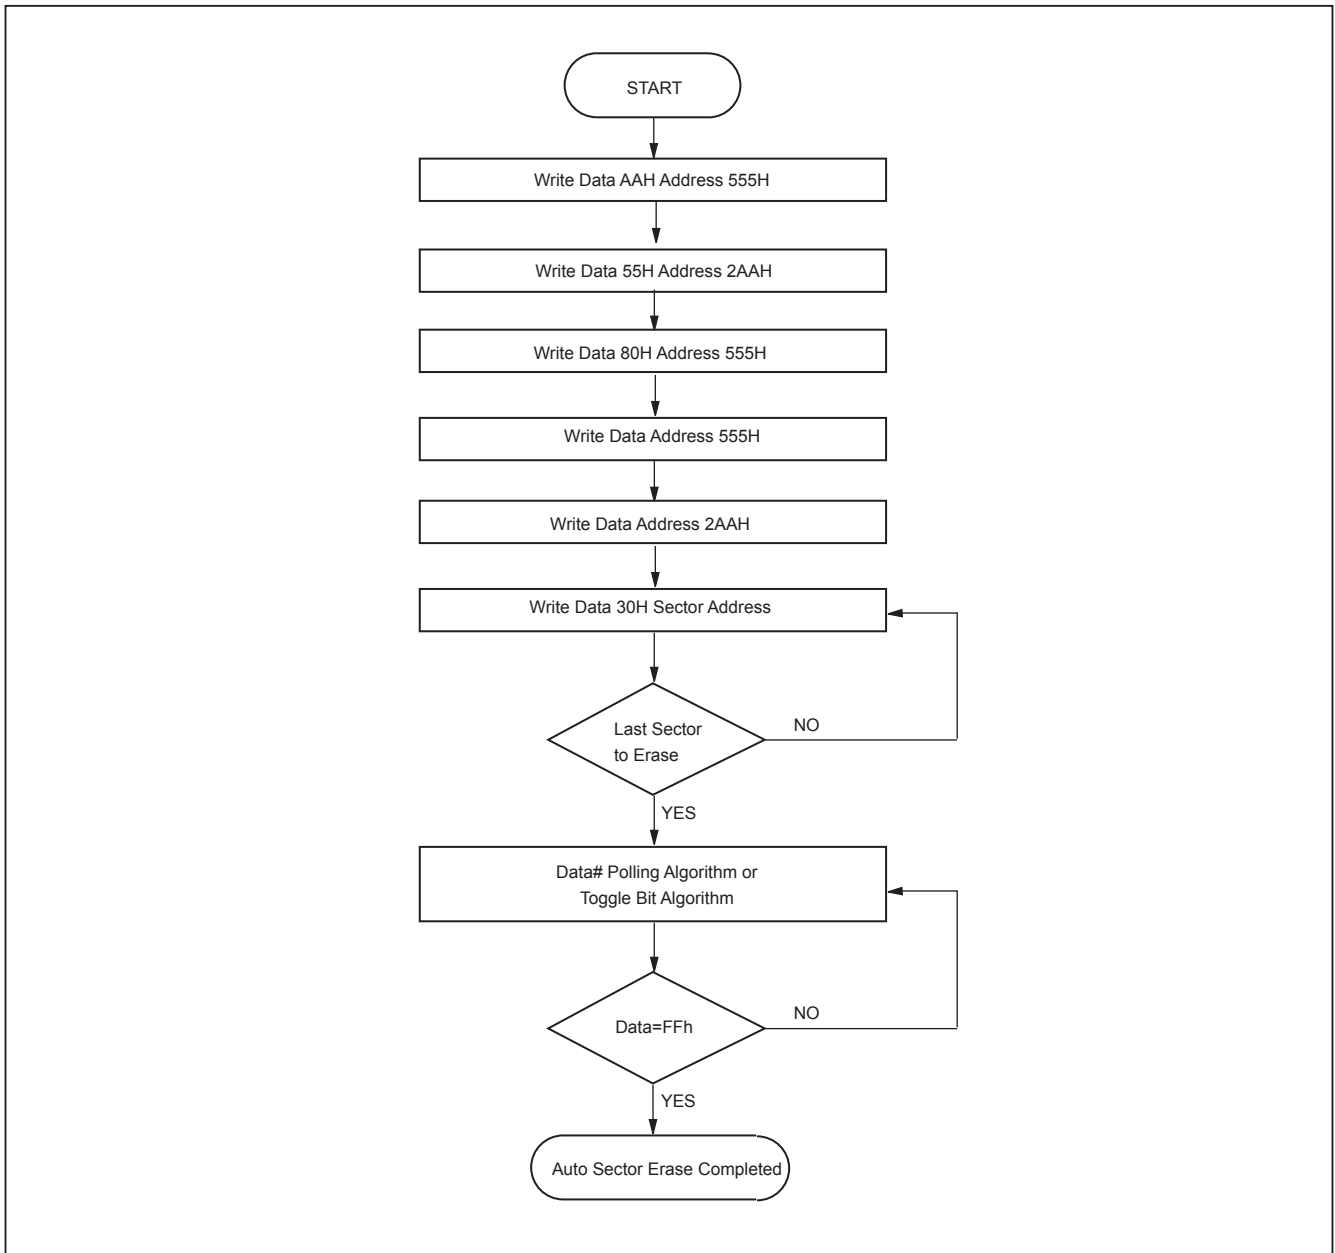 START
Write Data AAH Address 555H
Write Data 55H Address 2AAH
Write Data 80H Address 555H
Write Data Address 555H
Write Data Address 2AAH
Write Data 30H Sector Address
Last Sector
to Erase
NO
YES
Data# Polling Algorithm or
Toggle Bit Algorithm
Data=FFh
NO
YES
Auto Sector Erase Completed